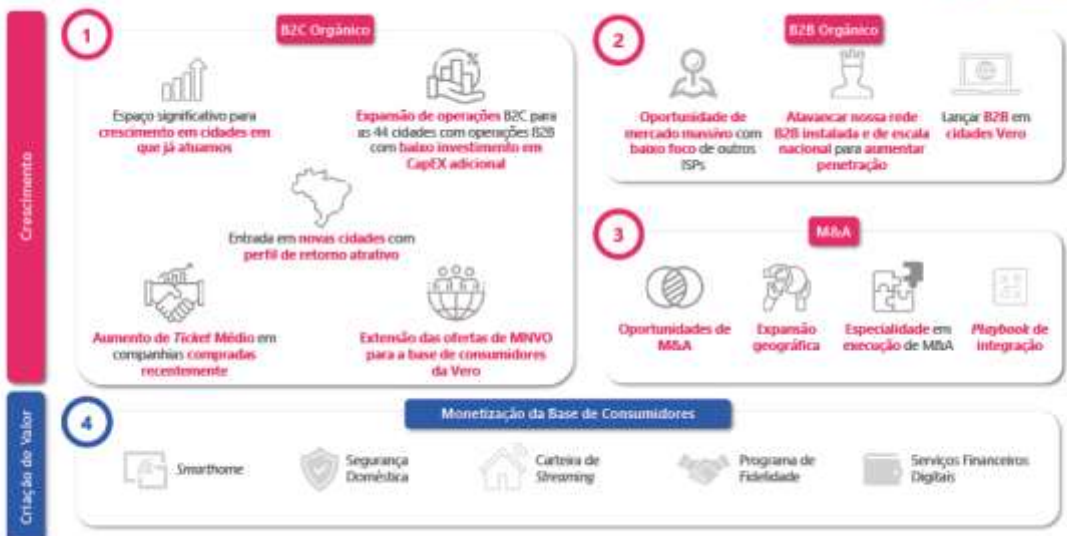 Crescimento
1
B2C Orgânico
Espaço significativo para
crescimento em cidades em
que já atuamos
Expansão de operações B2C para
as 44 cidades com operações B2B
com baixo investimento em
CapEX adicional
Entrada em novas cidades com
perfil de retorno atrativo
Aumento de Ticket Médio em
companhias compradas
recentemente
Extensão das ofertas de MNVO
para a base de consumidores
da Vero
2
B2B Orgânico
Oportunidade de
mercado massivo com
baixo foco de outros
ISPs
Alavancar nossa rede
B2B instalada e de escala
nacional para aumentar
penetração
Lançar B2B em
cidades Vero
3
M&A
Oportunidades de
M&A
Expansão
geográfica
Especialidade em
execução de M&A
Playbook de
integração
Criação de Valor
4
Monetização da Base de Consumidores
Smarthome
Segurança
Doméstica
Carteira de
Streaming
Programa de
Fidelidade
Serviços Financeiros
Digitais